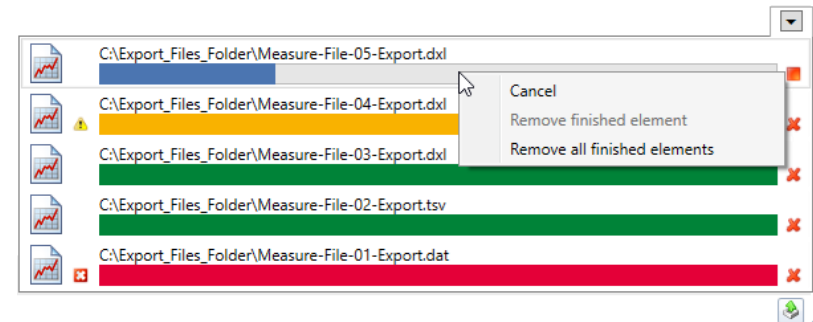 C:\Export_Files_Folder\Measure-File-05-Export.dxl
Cancel
C:\Export_Files_Folder\Measure-File-04-Export.dxl
Remove finished element
Remove all finished elements
C:\Export_Files_Folder\Measure-File-03-Export.dxl
C:\Export_Files_Folder\Measure-File-02-Export.tsv
C:\Export_Files_Folder\Measure-File-01-Export.dat